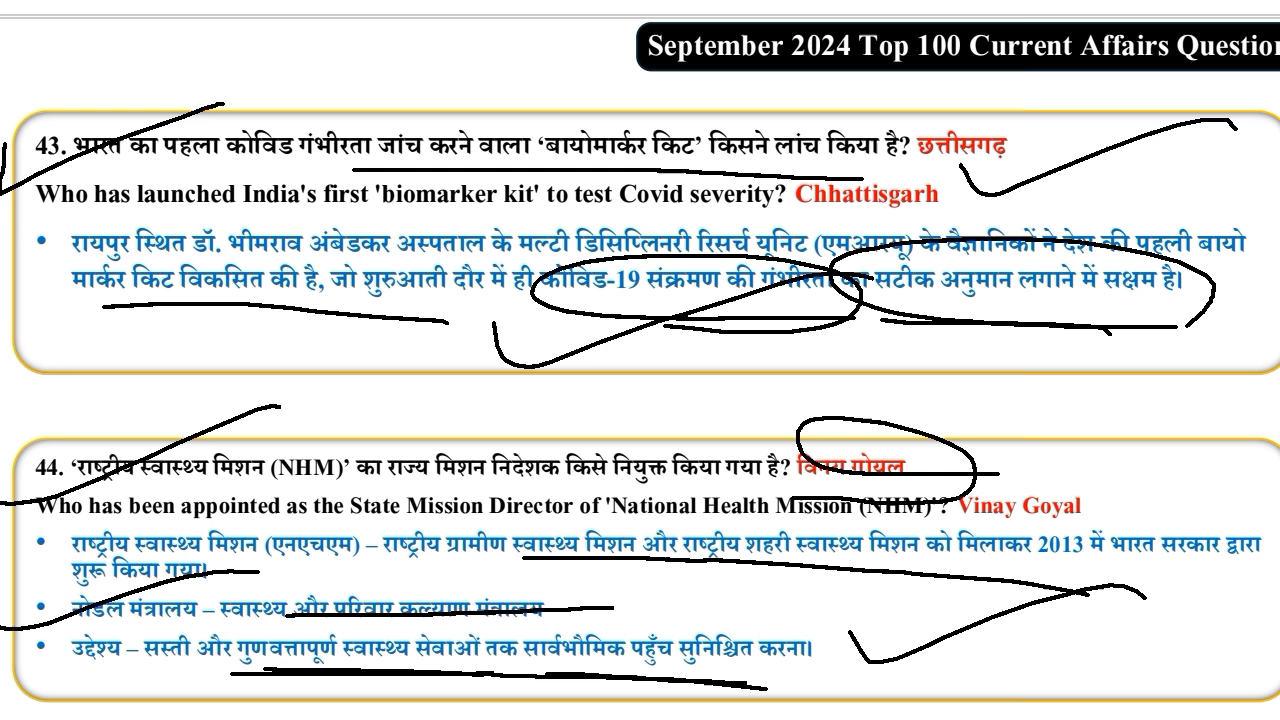 September 2024 Top 100 Current Affairs Question
43. भारत का पहला कोविड गंभीरता जांच करने वाला ‘बायोमार्कर किट’ किसने लांच किया है? छत्तीसगढ़
Who has launched India's first 'biomarker kit' to test Covid severity? Chhattisgarh
• रायपुर स्थित डॉ. भीमराव अंबेडकर अस्पताल के मल्टी डिसिप्लिनरी रिसर्च यूनिट (एमआरयू) के वैज्ञानिकों ने देश की पहली बायो
मार्कर किट विकसित की है, जो शुरुआती दौर में ही कोविड-19 संक्रमण की गंभीरता का सटीक अनुमान लगाने में सक्षम है।
44. ‘राष्ट्रीय स्वास्थ्य मिशन (NHM)’ का राज्य मिशन निदेशक किसे नियुक्त किया गया है? विनय गोयल
Who has been appointed as the State Mission Director of 'National Health Mission (NHM)'? Vinay Goyal
• राष्ट्रीय स्वास्थ्य मिशन (एनएचएम) – राष्ट्रीय ग्रामीण स्वास्थ्य मिशन और राष्ट्रीय शहरी स्वास्थ्य मिशन को मिलाकर 2013 में भारत सरकार द्वारा
शुरू किया गया।
• नोडल मंत्रालय – स्वास्थ्य और परिवार कल्याण मंत्रालय
• उद्देश्य – सस्ती और गुणवत्तापूर्ण स्वास्थ्य सेवाओं तक सार्वभौमिक पहुँच सुनिश्चित करना।